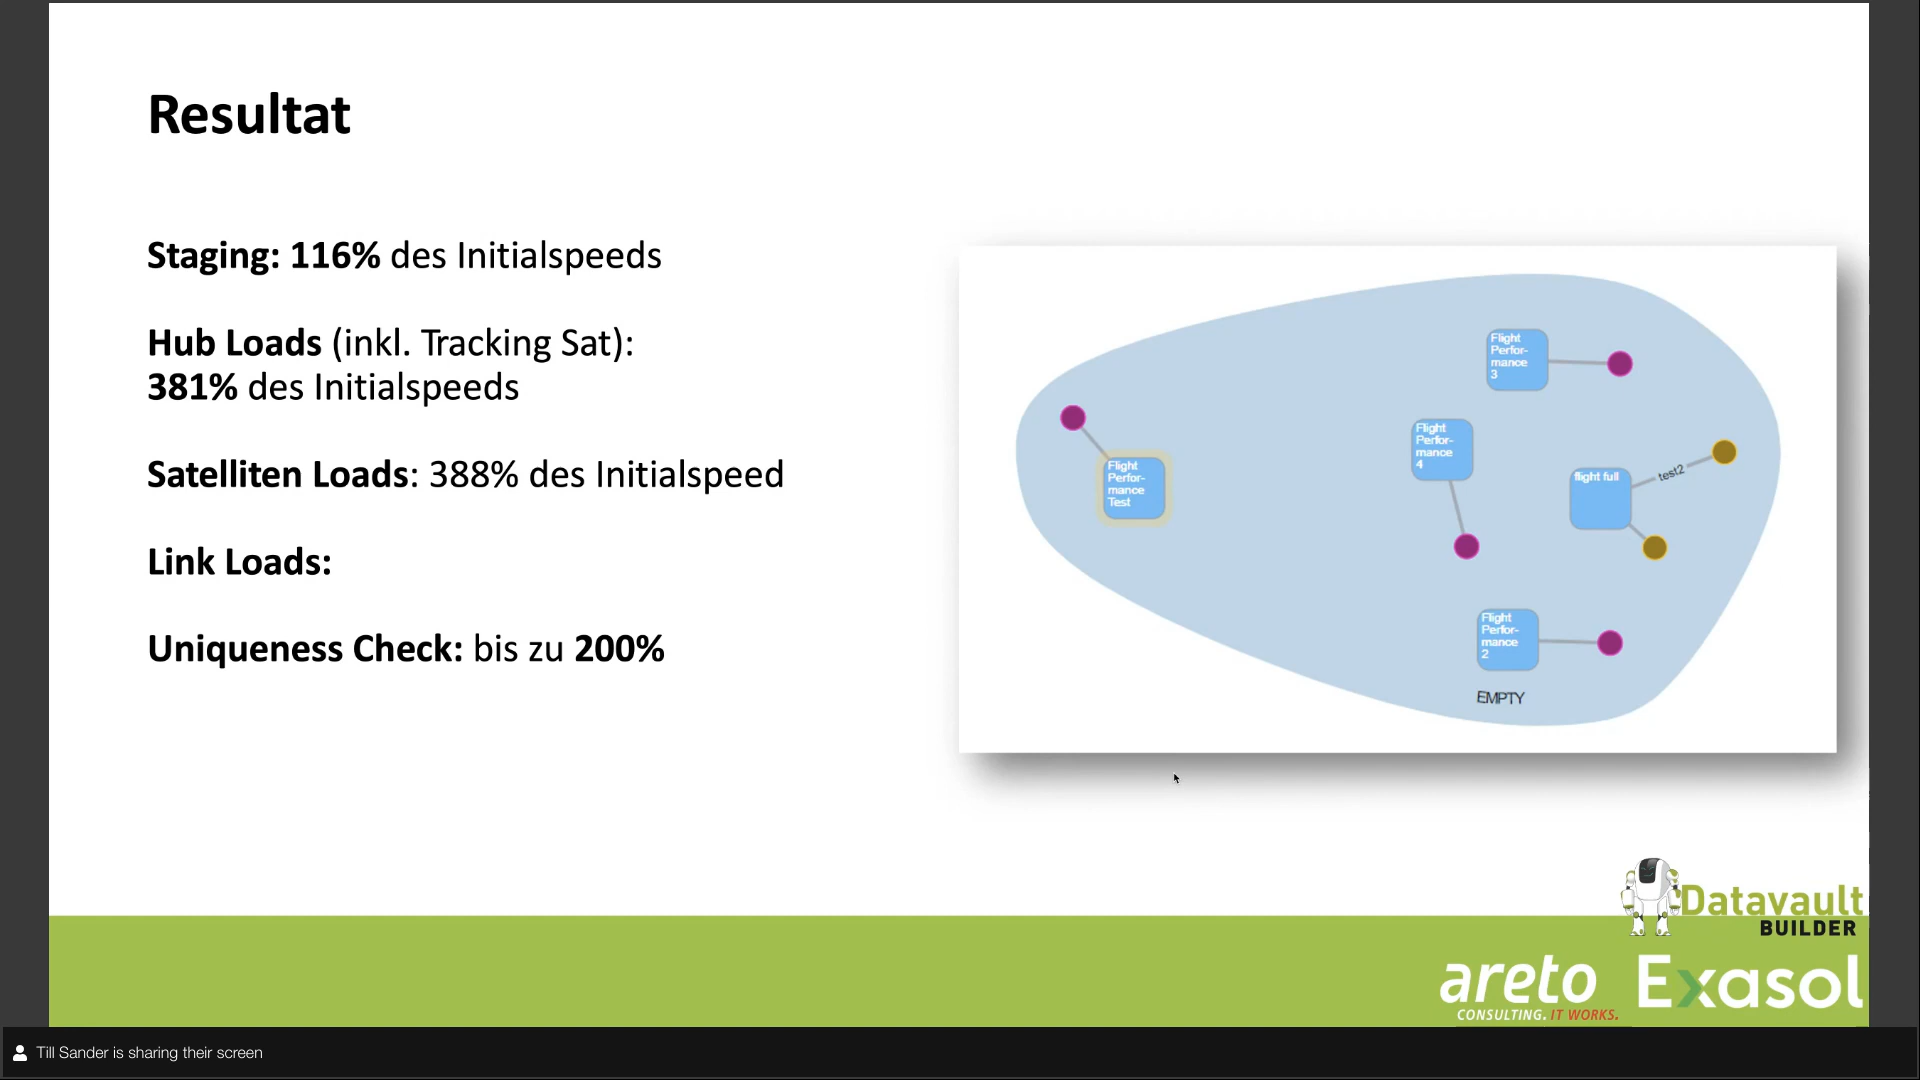 Resultat
Staging: 116% des Initialspeeds
Hub Loads (inkl. Tracking Sat):
381% des Initialspeeds
Satelliten Loads: 388% des Initialspeed
Link Loads:
Uniqueness Check: bis zu 200%
Flight
Perfor-
mance
3
Flight
Perfor-
mance
4
Flight
Perfor-
mance
Test
flight full
test2
Flight
Perfor-
mance
2
EMPTY
Datavault
BUILDER
areto
CONSULTING. IT WORKS.
Exasol
Till Sander is sharing their screen